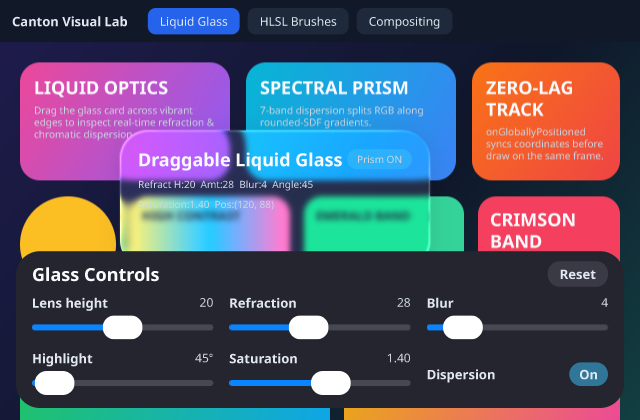 Canton Visual Lab
Liquid Glass
HLSL Brushes
Compositing
LIQUID OPTICS
Drag the glass card across vibrant
edges to inspect real-time refraction &
chromatic dispersion
SPECTRAL PRISM
7-band dispersion splits RGB along
rounded-SDF gradients.
ZERO-LAG
TRACK
onGloballyPositioned
syncs coordinates before
draw on the same frame.
Draggable Liquid Glass
Prism ON
Refract H:20 Amt:28 Blur:4 Angle:45
Saturation:1.40 Pos:(120, 88)
HIGH CONTRAST
EMERALD BAND
CRIMSON
BAND
Glass Controls
Reset
Lens height 20
Refraction 28
Blur 4
Highlight 45°
Saturation 1.40
Dispersion On